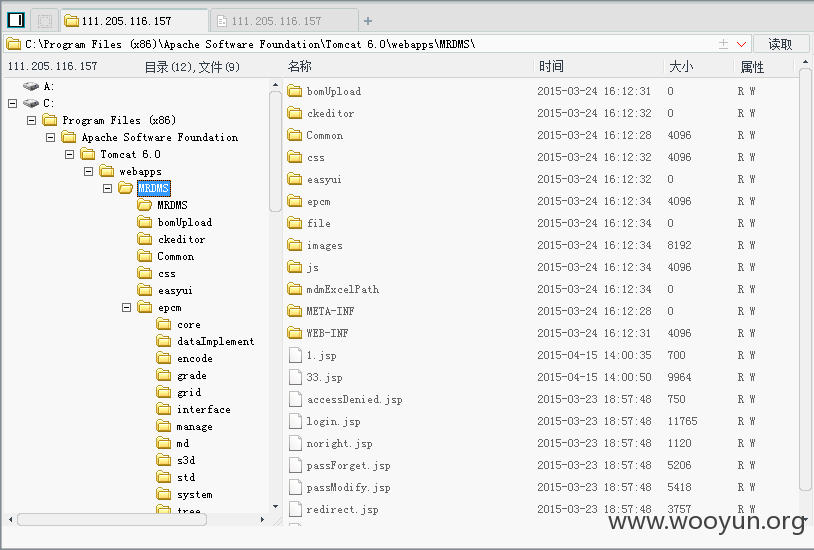 111.205.116.157 111.205.116.157 +
C:\Program Files (x86)\Apache Software Foundation\Tomcat 6.0\webapps\MRDMS\ 读取
111.205.116.157 目录(12),文件(9)
A:
C:
Program Files (x86)
Apache Software Foundation
Tomcat 6.0
webapps
MRDMS
MRDMS
bomUpload
ckeditor
Common
css
easyui
epcm
core
dataImplement
encode
grade
grid
interface
manage
md
s3d
std
system
tree
名称 时间 大小 属性
bomUpload 2015-03-24 16:12:31 0 R W
ckeditor 2015-03-24 16:12:32 0 R W
Common 2015-03-24 16:12:28 4096 R W
css 2015-03-24 16:12:32 4096 R W
easyui 2015-03-24 16:12:32 0 R W
epcm 2015-03-24 16:12:34 4096 R W
file 2015-03-24 16:12:34 0 R W
images 2015-03-24 16:12:34 8192 R W
js 2015-03-24 16:12:34 4096 R W
mdmExcelPath 2015-03-24 16:12:34 0 R W
META-INF 2015-03-24 16:12:28 0 R W
WEB-INF 2015-03-24 16:12:31 4096 R W
1.jsp 2015-04-15 14:00:35 700 R W
33.jsp 2015-04-15 14:00:50 9964 R W
accessDenied.jsp 2015-03-23 18:57:48 750 R W
login.jsp 2015-03-23 18:57:48 11765 R W
noright.jsp 2015-03-23 18:57:48 1120 R W
passForget.jsp 2015-03-23 18:57:48 5206 R W
passModify.jsp 2015-03-23 18:57:48 5418 R W
redirect.jsp 2015-03-23 18:57:48 3757 R W
www.wooyun.org